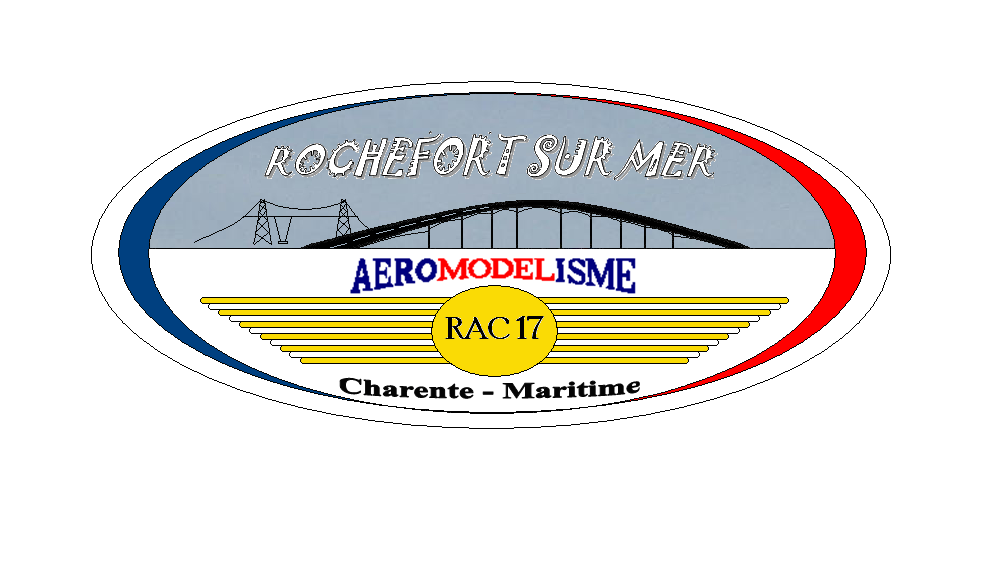 ROCHEFORT SUR MER
AEROMODELISME
RAC 17
Charente - Maritime